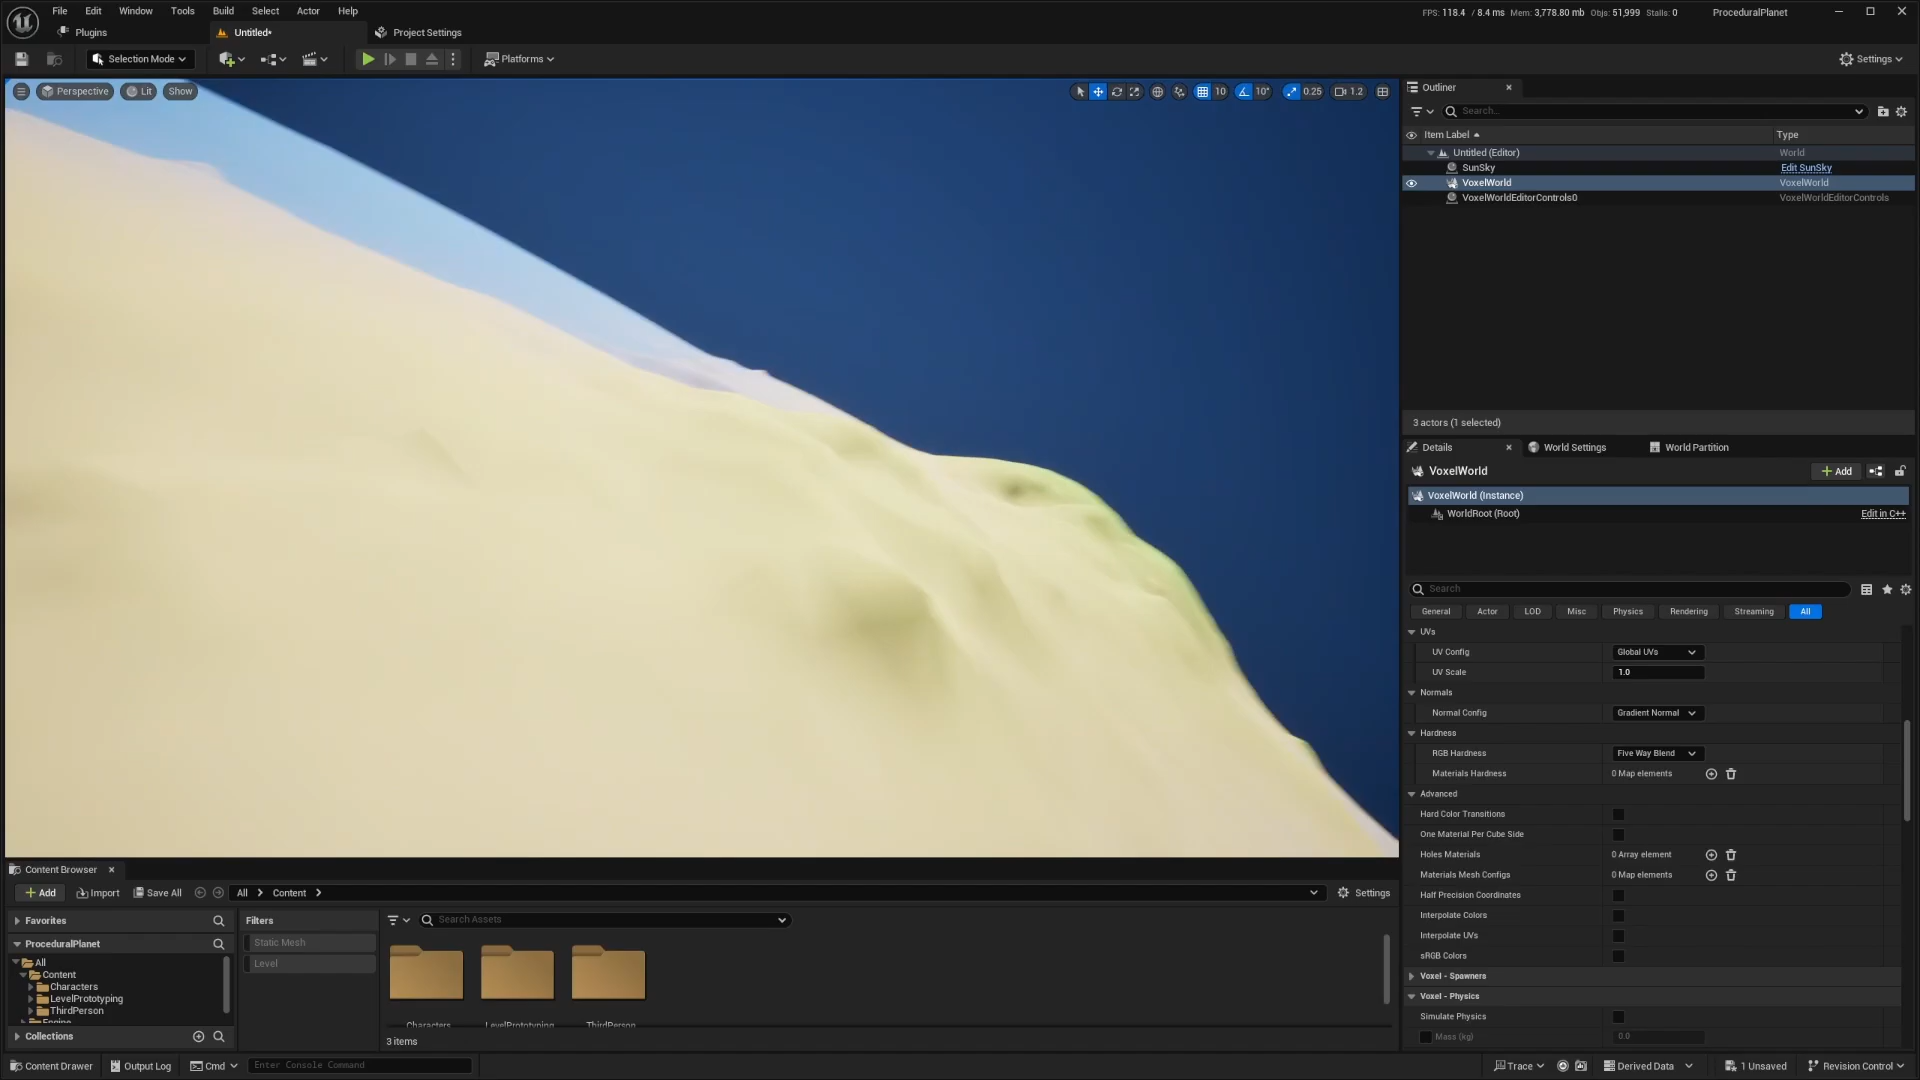 File Edit Window Tools Build Select Actor Help
FPS: 118.4 / 8.4 ms Mem: 3,778.80 mb Objs: 51,999 Stalls: 0
ProceduralPlanet
Plugins
Untitled*
Project Settings
Selection Mode
Platforms
Settings
Perspective
Lit
Show
10
10°
0.25
1.2
Outliner
Search...
Item Label
Type
Untitled (Editor)
World
SunSky
Edit SunSky
VoxelWorld
VoxelWorld
VoxelWorldEditorControls0
VoxelWorldEditorControls
3 actors (1 selected)
Details
World Settings
World Partition
VoxelWorld
Add
VoxelWorld (Instance)
WorldRoot (Root)
Edit in C++
Search
General
Actor
LOD
Misc
Physics
Rendering
Streaming
All
UVs
UV Config
Global UVs
UV Scale
1.0
Normals
Normal Config
Gradient Normal
Hardness
RGB Hardness
Five Way Blend
Materials Hardness
0 Map elements
Advanced
Hard Color Transitions
One Material Per Cube Side
Holes Materials
0 Array element
Materials Mesh Configs
0 Map elements
Half Precision Coordinates
Interpolate Colors
Interpolate UVs
sRGB Colors
Voxel - Spawners
Voxel - Physics
Simulate Physics
Mass (kg)
0.0
Content Browser
Add
Import
Save All
All
Content
Settings
Favorites
Filters
Search Assets
ProceduralPlanet
Static Mesh
Level
All
Content
Characters
LevelPrototyping
ThirdPerson
Engine
Characters
LevelPrototyping
ThirdPerson
Collections
3 items
Content Drawer
Output Log
Cmd
Enter Console Command
Trace
Derived Data
1 Unsaved
Revision Control